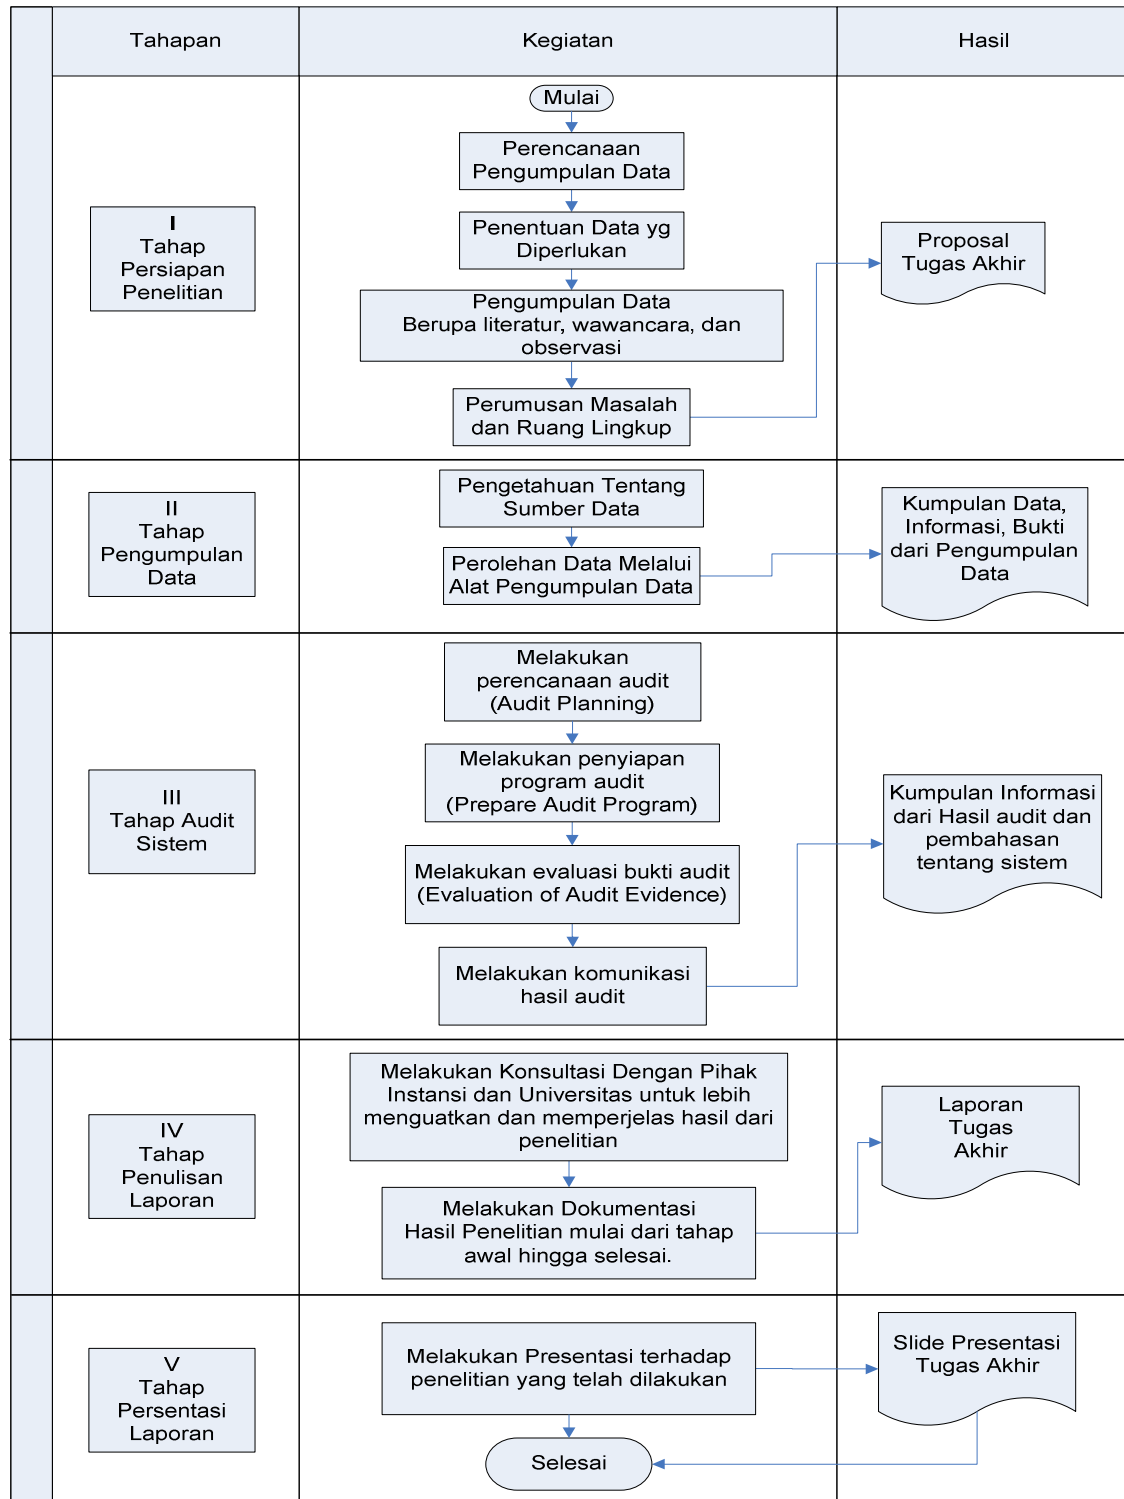 Tahapan
Kegiatan
Hasil
I
Tahap
Persiapan
Penelitian
Mulai
Perencanaan
Pengumpulan Data
Penentuan Data yg
Diperlukan
Pengumpulan Data
Berupa literatur, wawancara, dan
observasi
Perumusan Masalah
dan Ruang Lingkup
Proposal
Tugas Akhir
II
Tahap
Pengumpulan
Data
Pengetahuan Tentang
Sumber Data
Perolehan Data Melalui
Alat Pengumpulan Data
Kumpulan Data,
Informasi, Bukti
dari Pengumpulan
Data
III
Tahap Audit
Sistem
Melakukan
perencanaan audit
(Audit Planning)
Melakukan penyiapan
program audit
(Prepare Audit Program)
Melakukan evaluasi bukti audit
(Evaluation of Audit Evidence)
Melakukan komunikasi
hasil audit
Kumpulan Informasi
dari Hasil audit dan
pembahasan
tentang sistem
IV
Tahap
Penulisan
Laporan
Melakukan Konsultasi Dengan Pihak
Instansi dan Universitas untuk lebih
menguatkan dan memperjelas hasil dari
penelitian
Melakukan Dokumentasi
Hasil Penelitian mulai dari tahap
awal hingga selesai.
Laporan
Tugas
Akhir
V
Tahap
Persentasi
Laporan
Melakukan Presentasi terhadap
penelitian yang telah dilakukan
Selesai
Slide Presentasi
Tugas Akhir